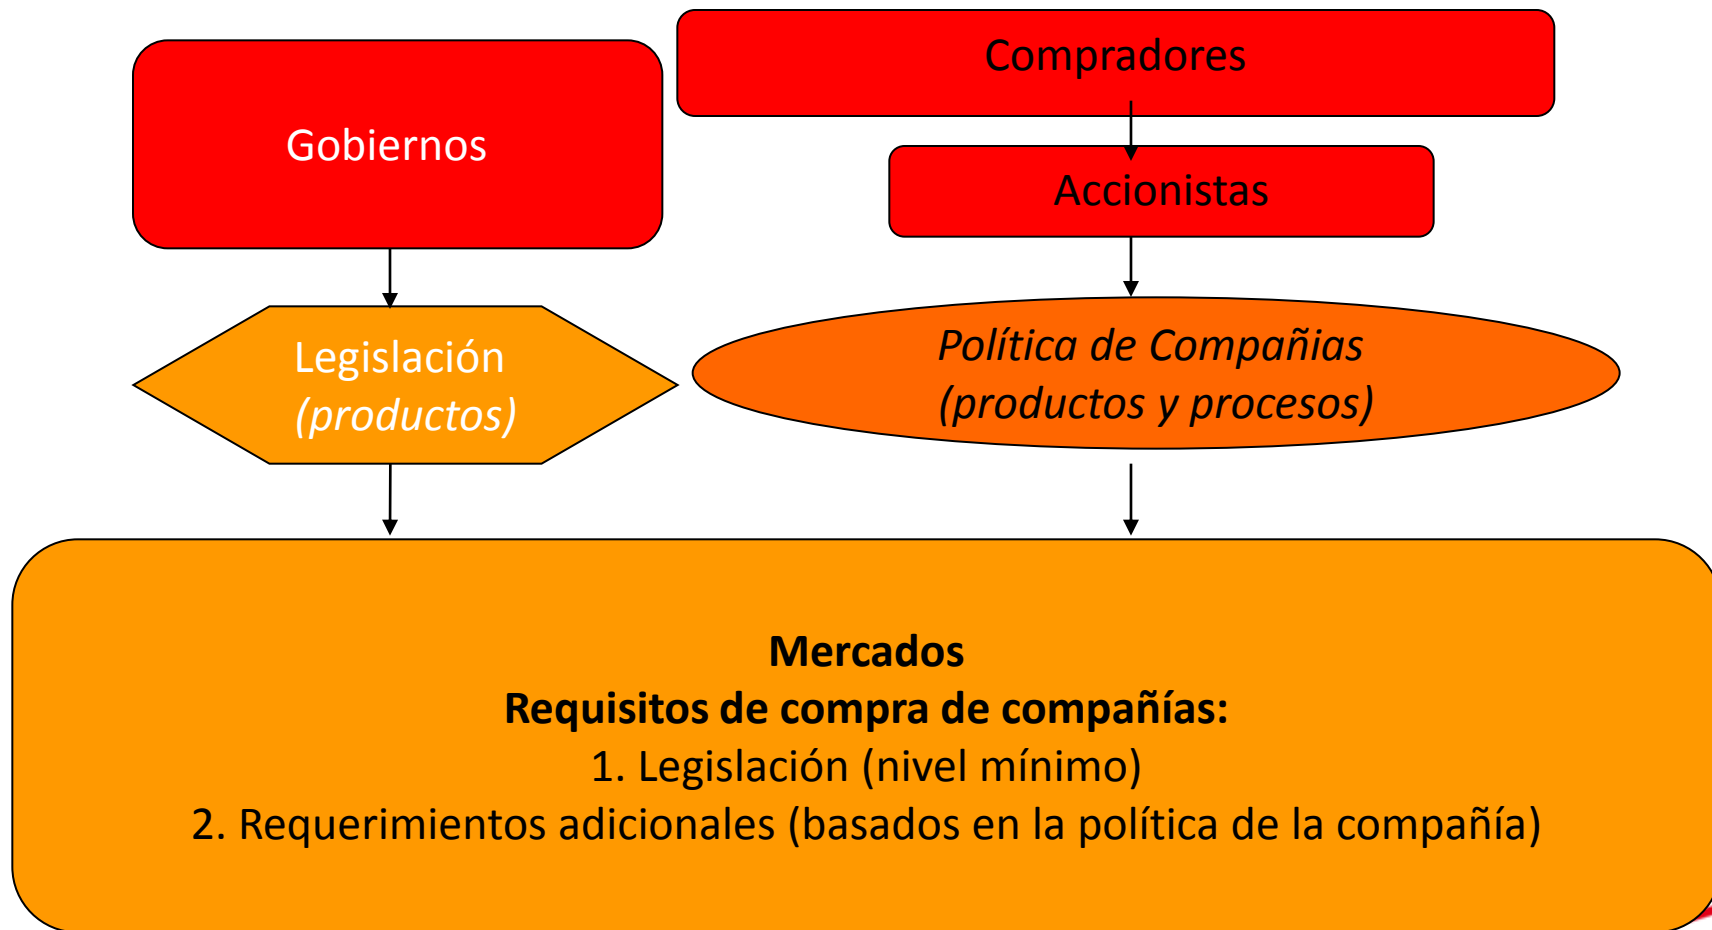 Gobiernos
Compradores
Accionistas
Legislación
(productos)
Política de Compañias
(productos y procesos)
Mercados
Requisitos de compra de compañías:
1. Legislación (nivel mínimo)
2. Requerimientos adicionales (basados en la política de la compañía)